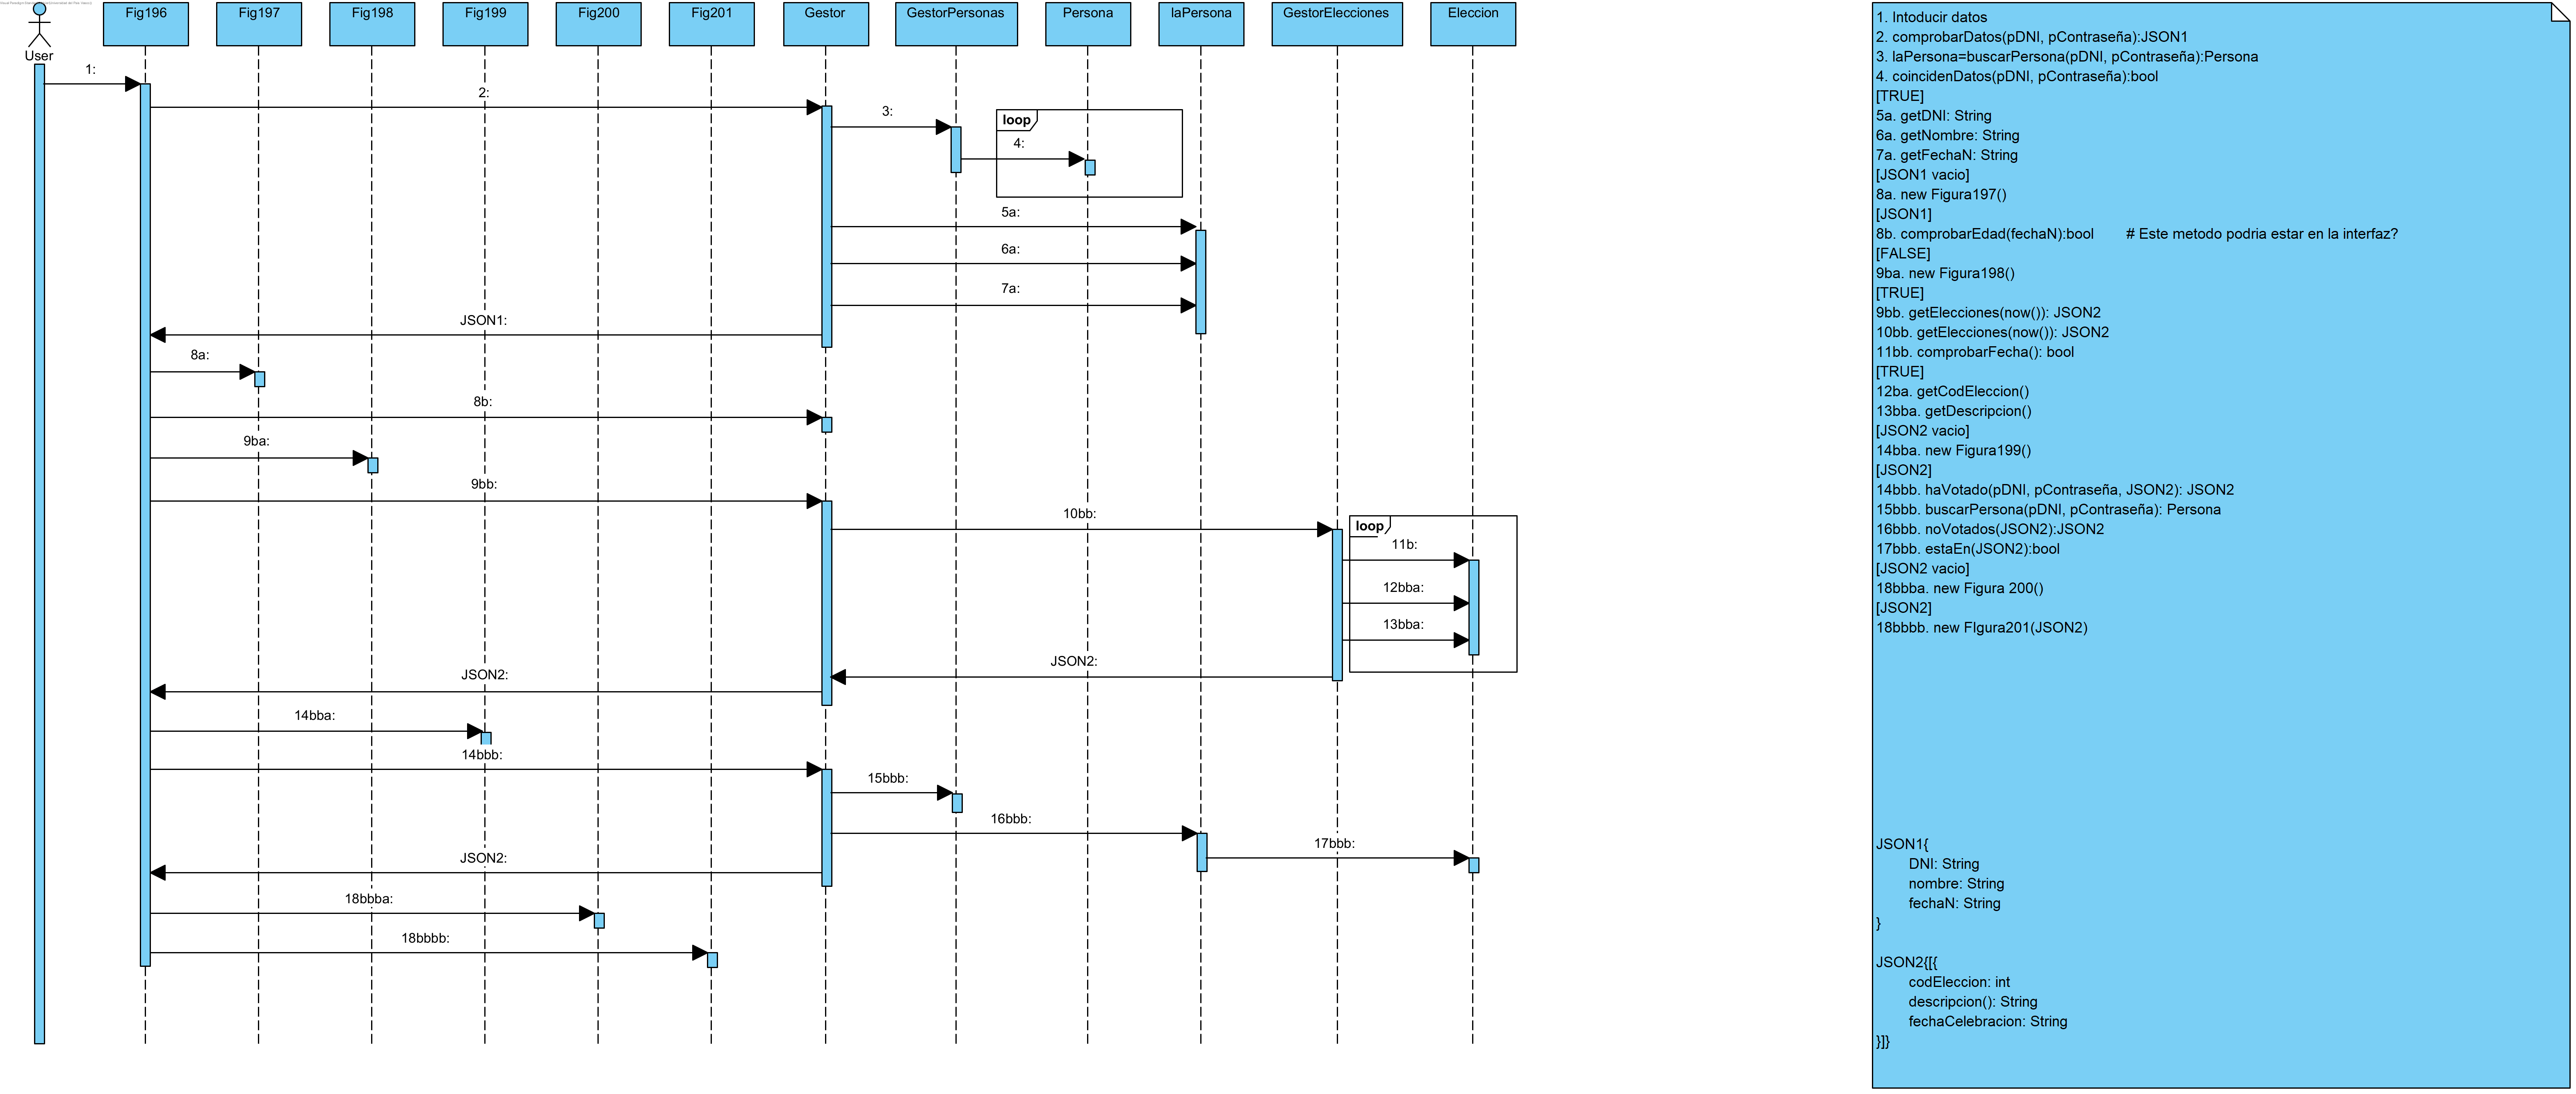 Fig196
Fig197
Fig198
Fig199
Fig200
Fig201
Gestor
GestorPersonas
Persona
laPersona
GestorElecciones
Eleccion
User
1:
2:
3:
loop
4:
5a:
6a:
7a:
JSON1:
8a:
8b:
9ba:
9bb:
10bb:
loop
11b:
12bba:
13bba:
JSON2:
JSON2:
14bba:
14bbb:
15bbb:
16bbb:
17bbb:
JSON2:
18bbba:
18bbbb:
1. Intoducir datos
2. comprobarDatos(pDNI, pContraseña):JSON1
3. laPersona=buscarPersona(pDNI, pContraseña):Persona
4. coincidenDatos(pDNI, pContraseña):bool
[TRUE]
5a. getDNI: String
6a. getNombre: String
7a. getFechaN: String
[JSON1 vacio]
8a. new Figura197()
[JSON1]
8b. comprobarEdad(fechaN):bool # Este metodo podria estar en la interfaz?
[FALSE]
9ba. new Figura198()
[TRUE]
9bb. getElecciones(now()): JSON2
10bb. getElecciones(now()): JSON2
11bb. comprobarFecha(): bool
[TRUE]
12ba. getCodEleccion()
13bba. getDescripcion()
[JSON2 vacio]
14bba. new Figura199()
[JSON2]
14bbb. haVotado(pDNI, pContraseña, JSON2): JSON2
15bbb. buscarPersona(pDNI, pContraseña): Persona
16bbb. noVotados(JSON2):JSON2
17bbb. estaEn(JSON2):bool
[JSON2 vacio]
18bbba. new Figura 200()
[JSON2]
18bbbb. new FIgura201(JSON2)
JSON1{
DNI: String
nombre: String
fechaN: String
}
JSON2{[{
codEleccion: int
descripcion(): String
fechaCelebracion: String
}]}